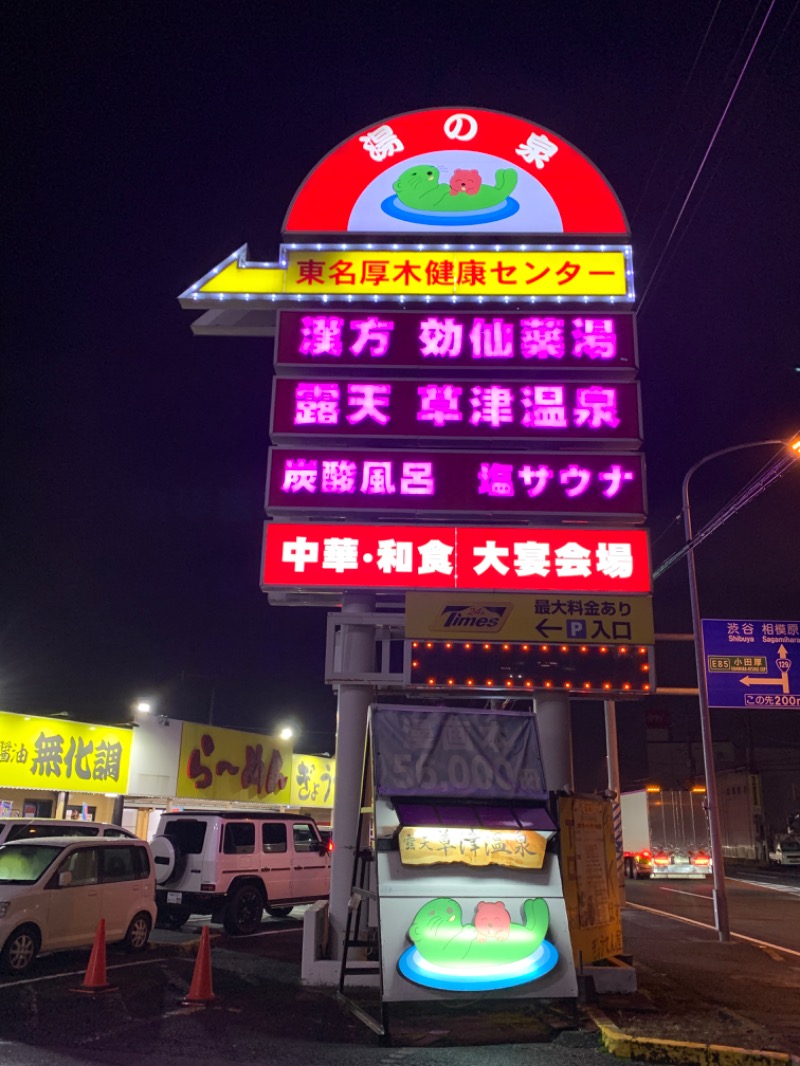 湯の泉
東名厚木健康センター
漢方 効仙薬湯
露天 草津温泉
炭酸風呂 塩サウナ
中華・和食 大宴会場
24h Times
最大料金あり
←P入口
渋谷 相模原
Shibuya Sagamihara
E85 小田厚
129
この先200m
醤油 無化調
らーめん
ぎょう
草津温泉